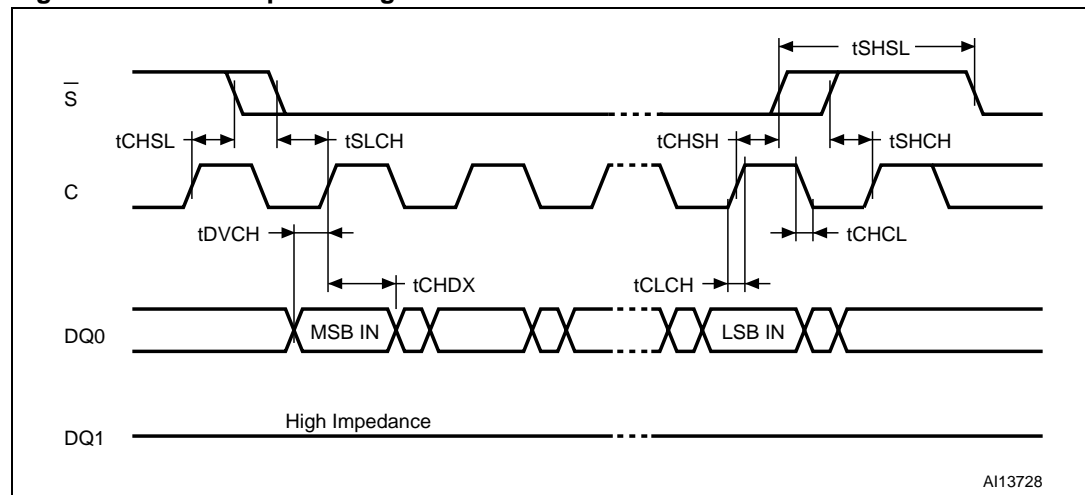 tSHSL
S
tCHSL
tSLCH
tCHSH
tSHCH
C
tDVCH
tCHCL
tCHDX
tCLCH
DQ0
MSB IN
LSB IN
High Impedance
DQ1
AI13728